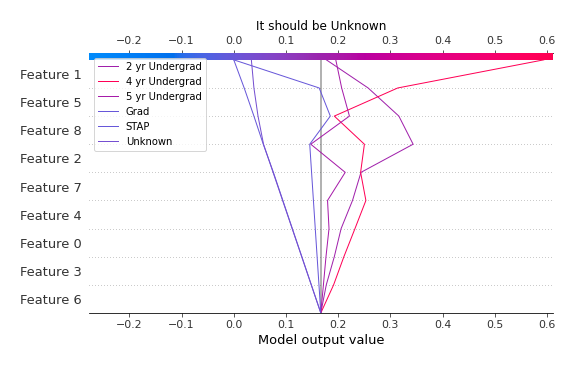 It should be Unknown
−0.2 −0.1 0.0 0.1 0.2 0.3 0.4 0.5 0.6
2 yr Undergrad
4 yr Undergrad
5 yr Undergrad
Grad
STAP
Unknown
Feature 1
Feature 5
Feature 8
Feature 2
Feature 7
Feature 4
Feature 0
Feature 3
Feature 6
−0.2 −0.1 0.0 0.1 0.2 0.3 0.4 0.5 0.6
Model output value